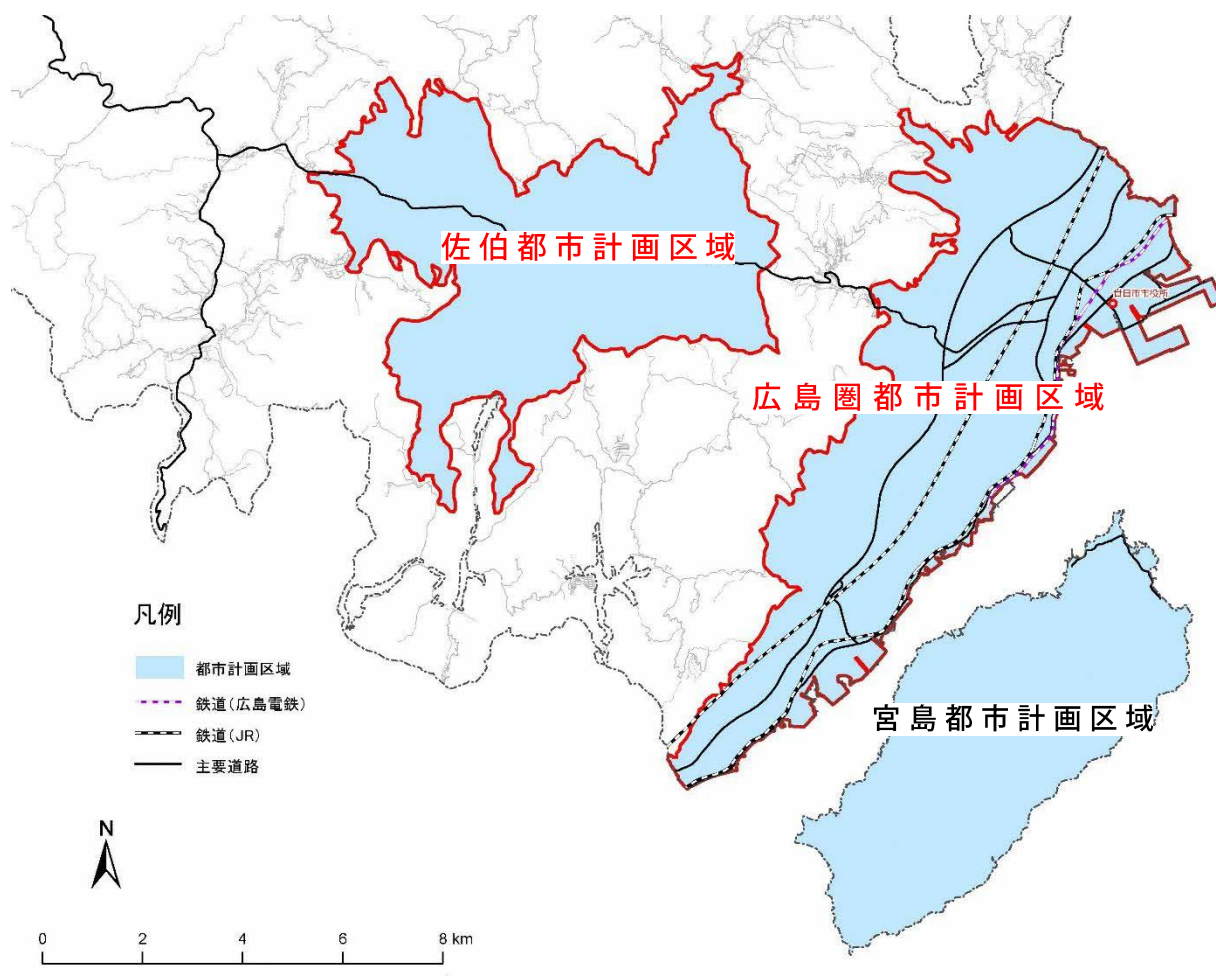 佐伯都市計画区域
廿日市市役所
広島圏都市計画区域
凡例
都市計画区域
鉄道(広島電鉄)
鉄道(JR)
主要道路
宮島都市計画区域
N
0 2 4 6 8 km